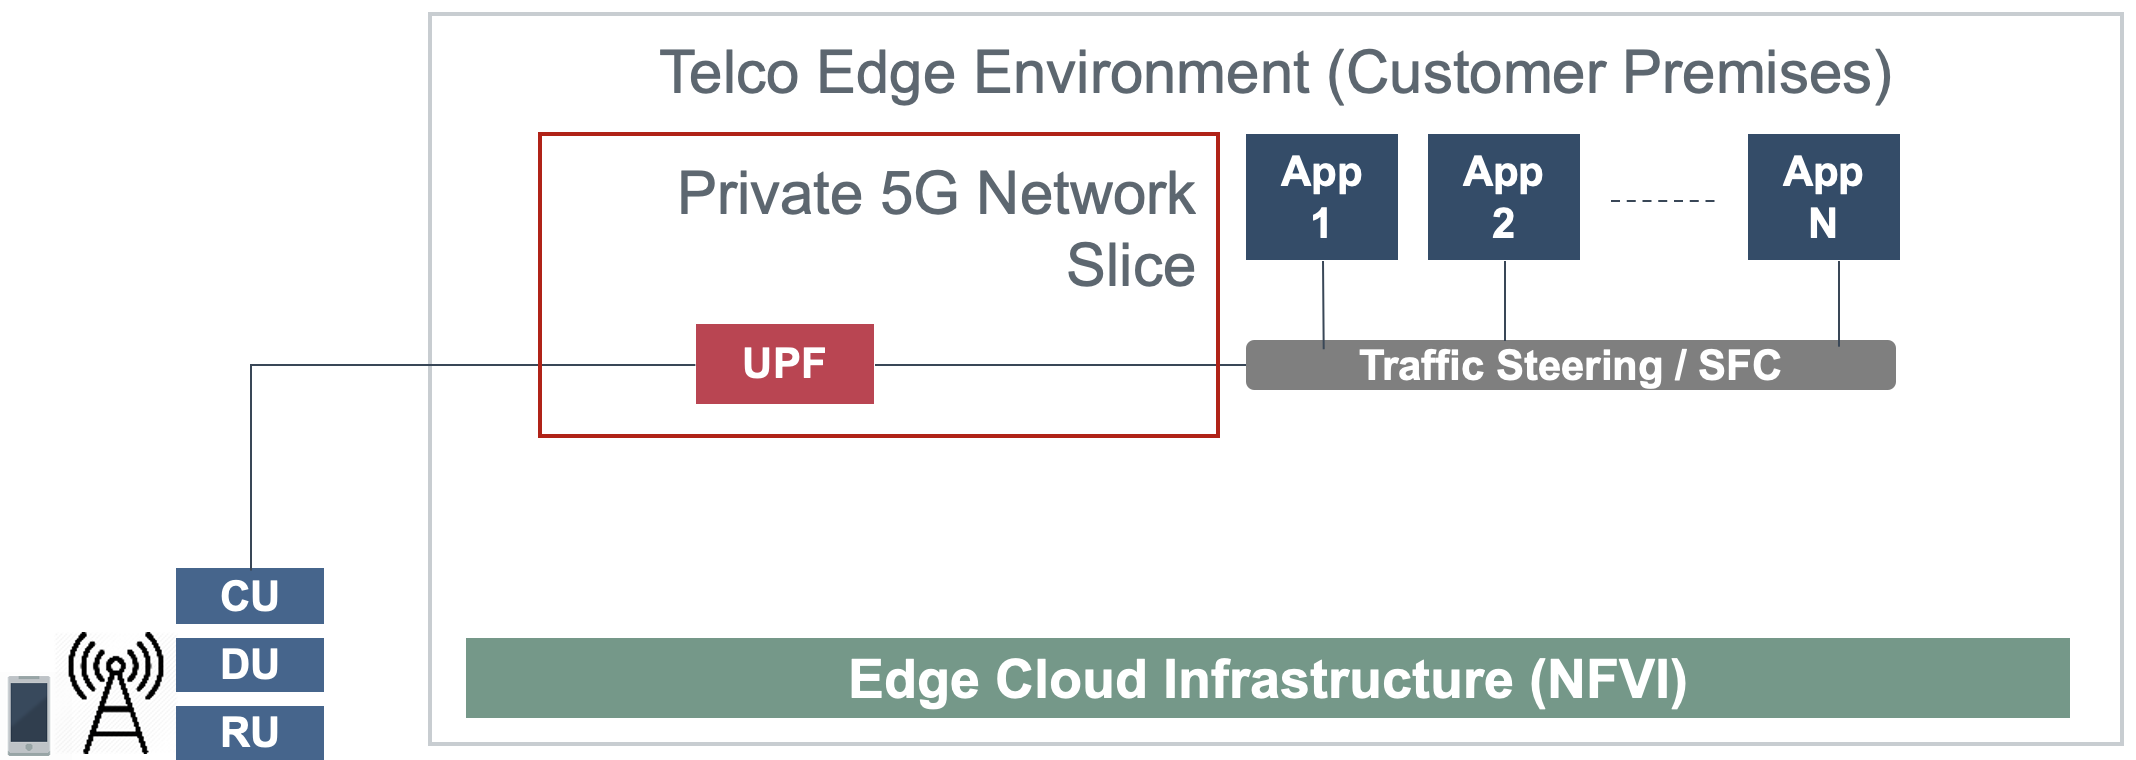 Telco Edge Environment (Customer Premises)
Private 5G Network
Slice
App
1
App
2
App
N
UPF
Traffic Steering / SFC
CU
DU
RU
Edge Cloud Infrastructure (NFVI)